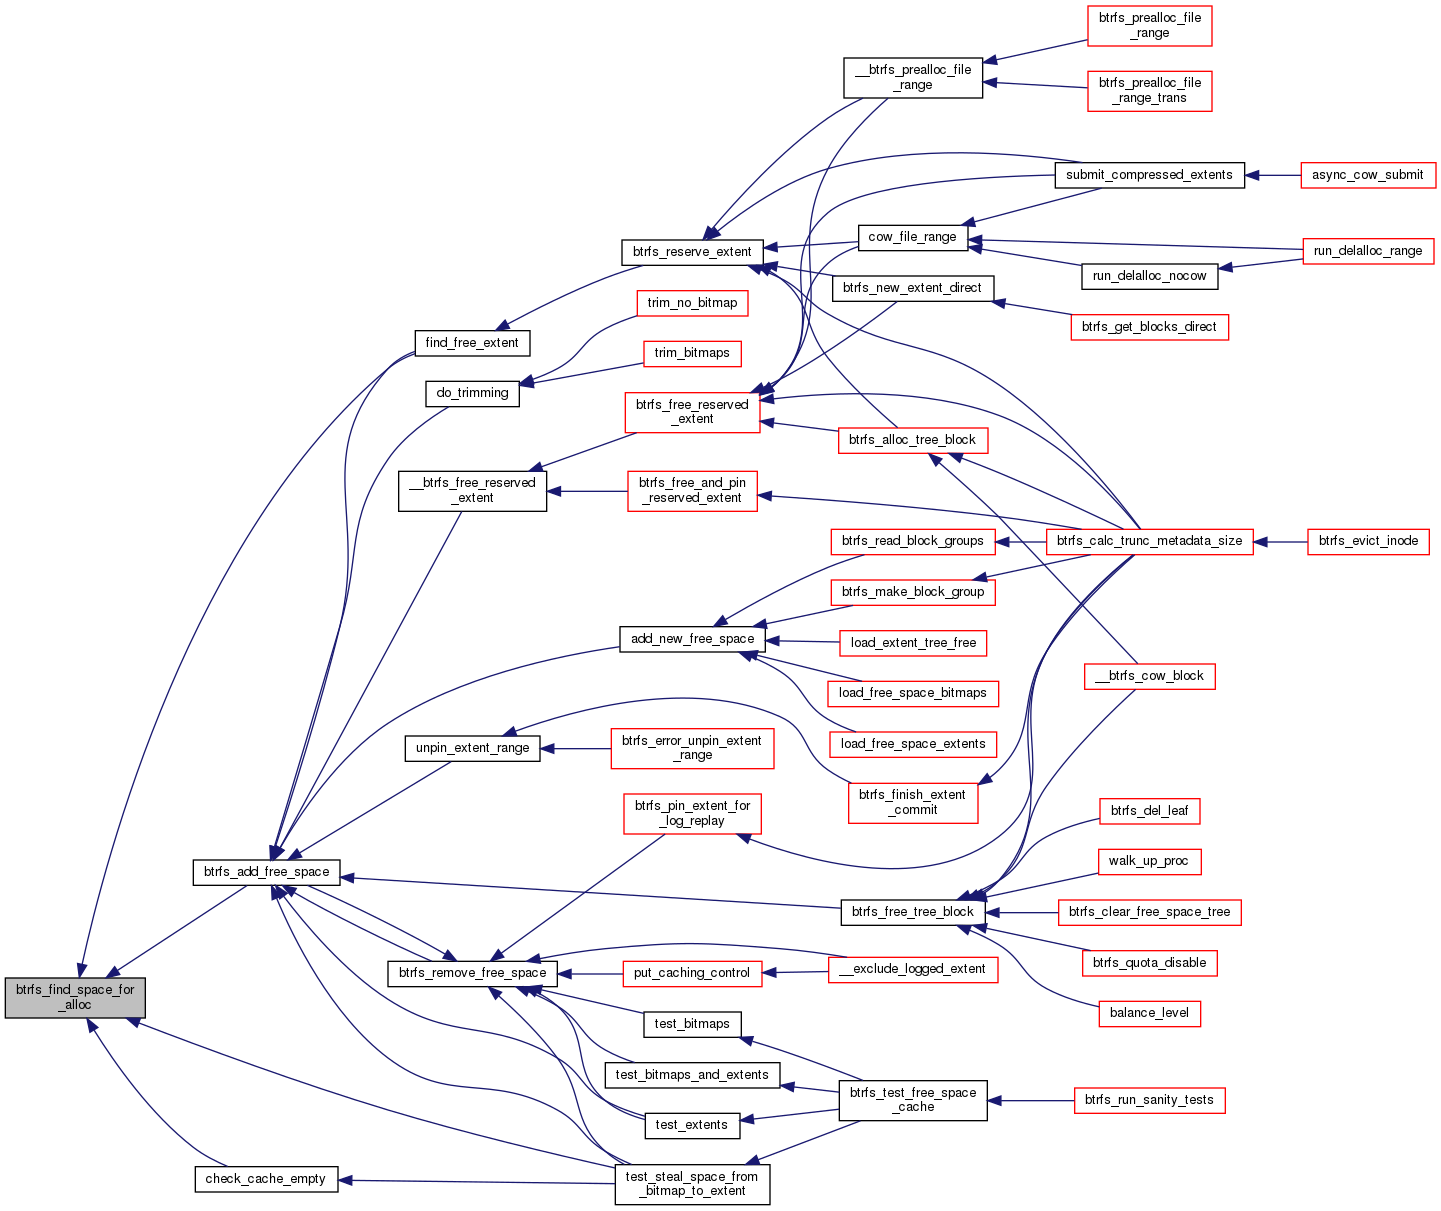 btrfs_prealloc_file
_range
__btrfs_prealloc_file
_range
btrfs_prealloc_file
_range_trans
submit_compressed_extents
async_cow_submit
btrfs_reserve_extent
cow_file_range
run_delalloc_range
run_delalloc_nocow
btrfs_new_extent_direct
trim_no_bitmap
btrfs_get_blocks_direct
find_free_extent
trim_bitmaps
do_trimming
btrfs_free_reserved
_extent
btrfs_alloc_tree_block
__btrfs_free_reserved
_extent
btrfs_free_and_pin
_reserved_extent
btrfs_read_block_groups
btrfs_calc_trunc_metadata_size
btrfs_evict_inode
btrfs_make_block_group
add_new_free_space
load_extent_tree_free
__btrfs_cow_block
load_free_space_bitmaps
unpin_extent_range
btrfs_error_unpin_extent
_range
load_free_space_extents
btrfs_finish_extent
_commit
btrfs_pin_extent_for
_log_replay
btrfs_del_leaf
walk_up_proc
btrfs_add_free_space
btrfs_free_tree_block
btrfs_clear_free_space_tree
btrfs_quota_disable
btrfs_remove_free_space
put_caching_control
__exclude_logged_extent
btrfs_find_space_for
_alloc
balance_level
test_bitmaps
test_bitmaps_and_extents
btrfs_test_free_space
_cache
btrfs_run_sanity_tests
test_extents
check_cache_empty
test_steal_space_from
_bitmap_to_extent